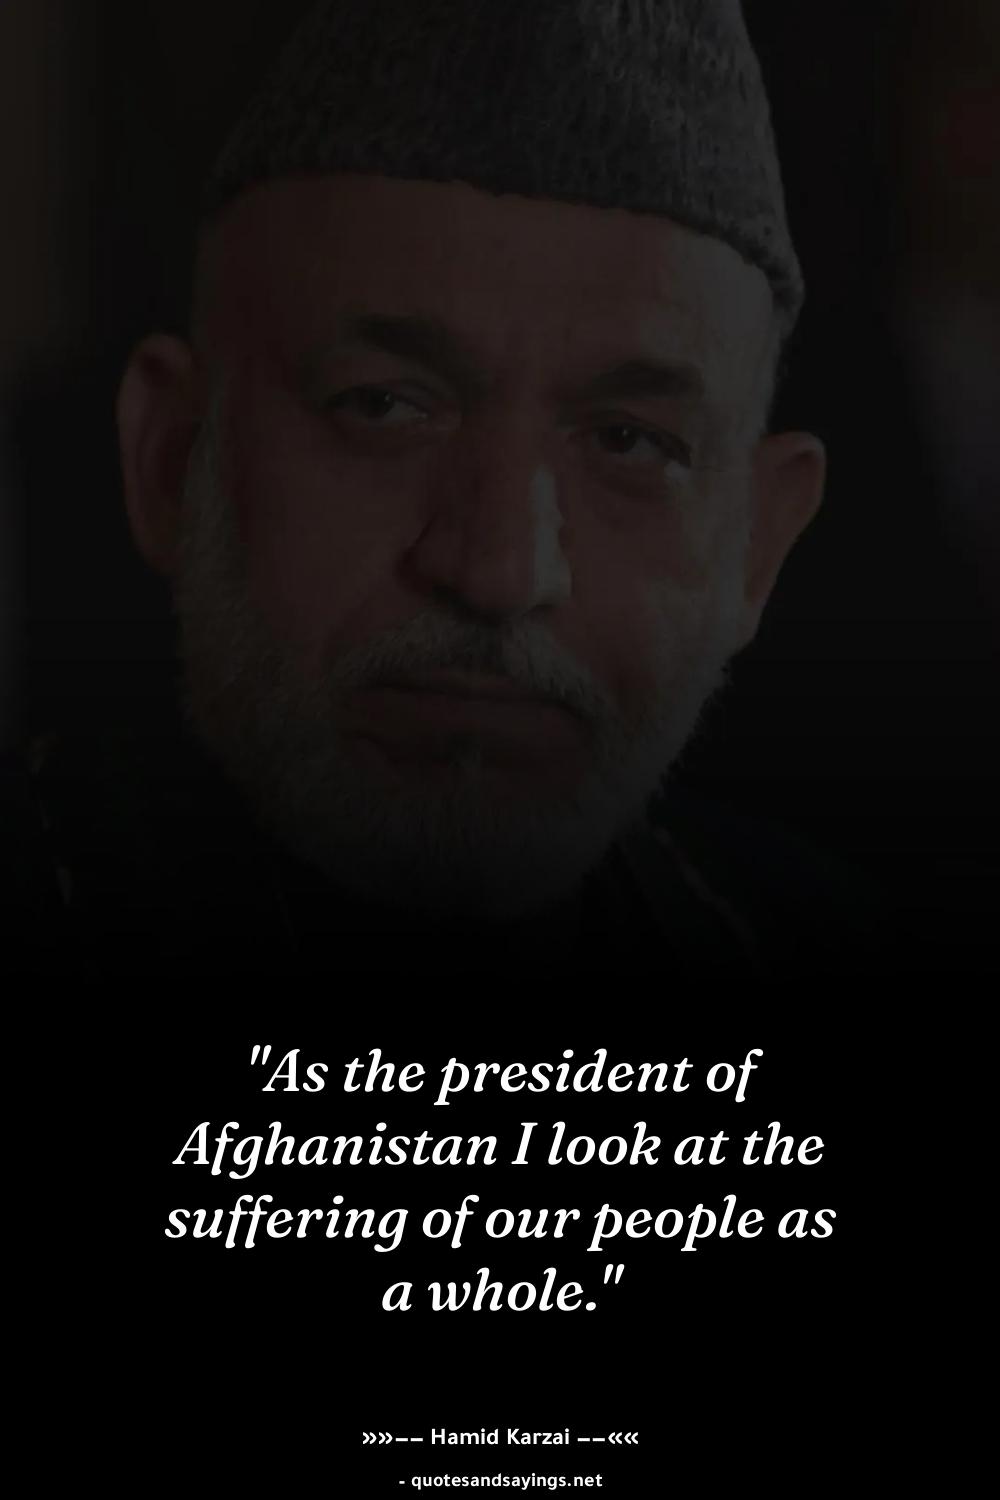 "As the president of
Afghanistan I look at the
suffering of our people as
a whole."
»»–– Hamid Karzai ––««
- quotesandsayings.net